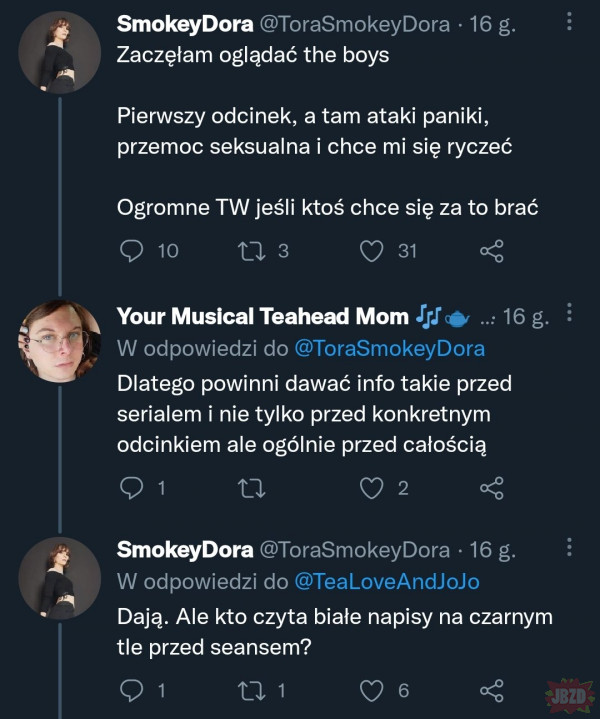 SmokeyDora @ToraSmokeyDora · 16 g.
Zaczęłam oglądać the boys
Pierwszy odcinek, a tam ataki paniki,
przemoc seksualna i chce mi się ryczeć
Ogromne TW jeśli ktoś chce się za to brać
10 3 31
Your Musical Teahead Mom 🎶🫖 ...· 16 g.
W odpowiedzi do @ToraSmokeyDora
Dlatego powinni dawać info takie przed
serialem i nie tylko przed konkretnym
odcinkiem ale ogólnie przed całością
1 2
SmokeyDora @ToraSmokeyDora · 16 g.
W odpowiedzi do @TeaLoveAndJoJo
Dają. Ale kto czyta białe napisy na czarnym
tle przed seansem?
1 1 6
JBZD